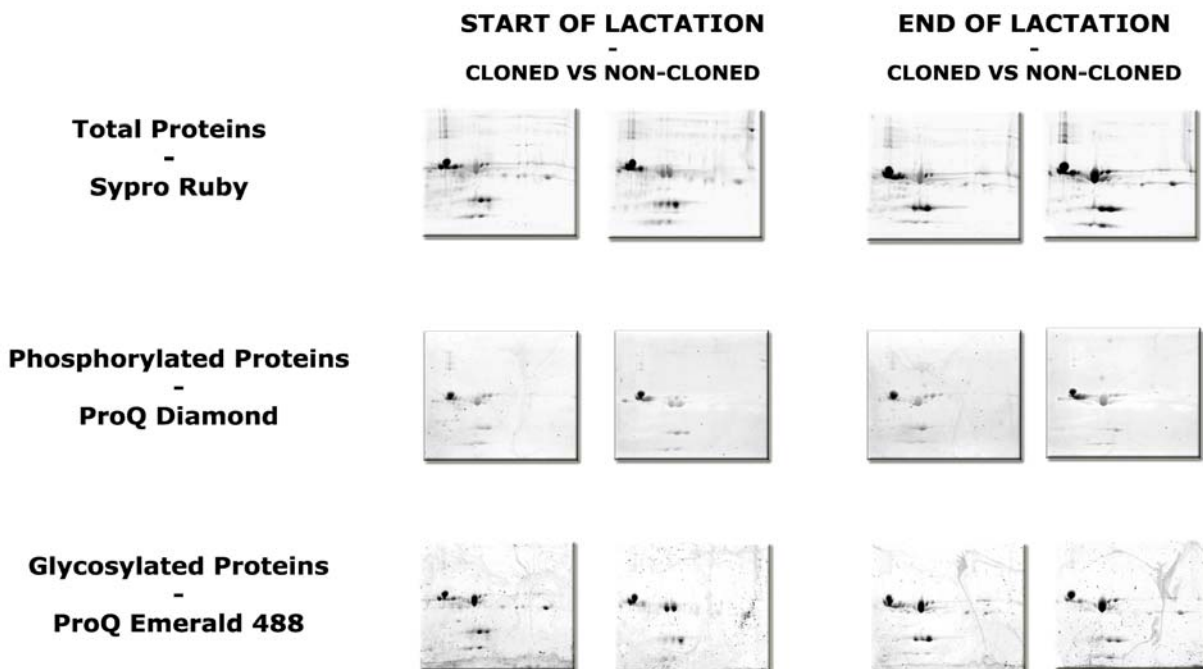 START OF LACTATION
-
CLONED VS NON-CLONED
END OF LACTATION
-
CLONED VS NON-CLONED
Total Proteins
-
Sypro Ruby
Phosphorylated Proteins
-
ProQ Diamond
Glycosylated Proteins
-
ProQ Emerald 488